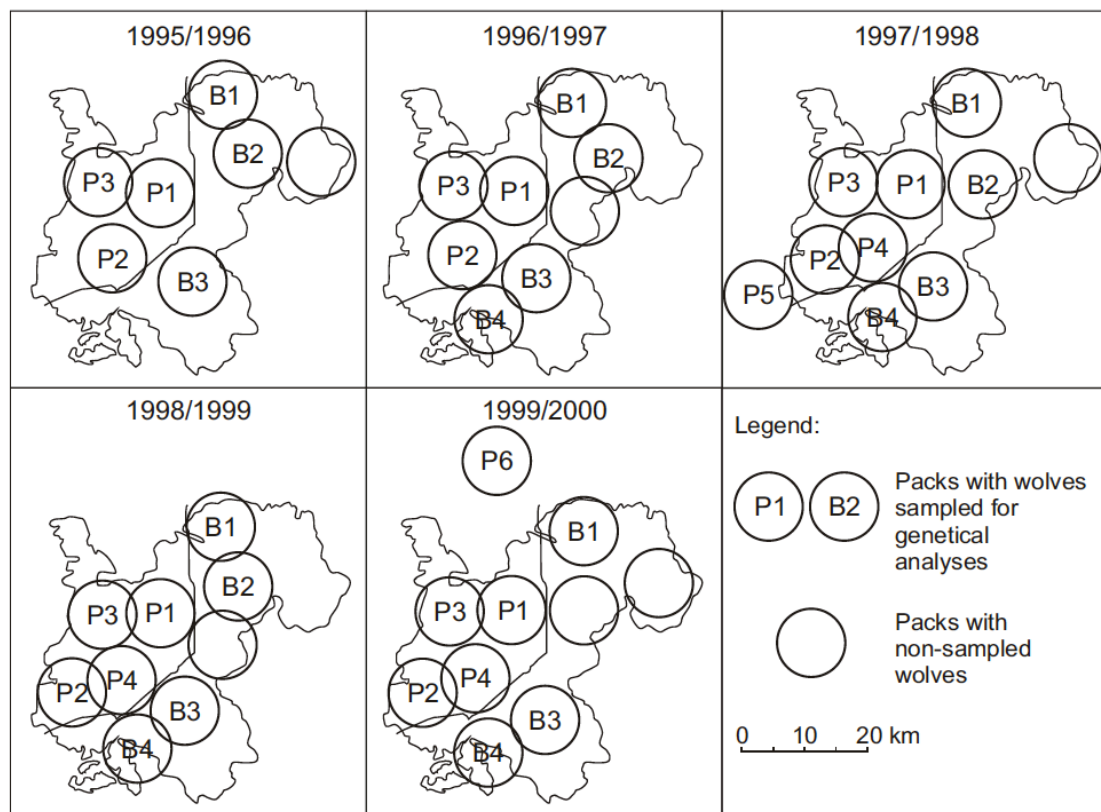 1995/1996
B1
B2
P3
P1
P2
B3
1996/1997
B1
B2
P3
P1
P2
B3
B4
1997/1998
B1
P3
P1
B2
P4
P2
P5
B3
B4
1998/1999
B1
B2
P3
P1
P4
P2
B3
B4
1999/2000
P6
B1
P3
P1
P4
P2
B3
B4
Legend:
P1 B2
Packs with wolves
sampled for
genetical
analyses
Packs with
non-sampled
wolves
0 10 20 km